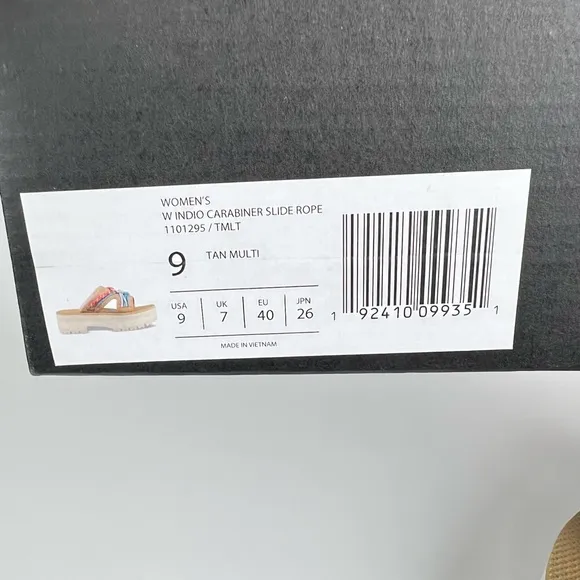 WOMEN'S
W INDIO CARABINER SLIDE ROPE
1101295 / TMLT
9 TAN MULTI
USA UK EU JPN
9 7 40 26
MADE IN VIETNAM
1 92410 09935 1